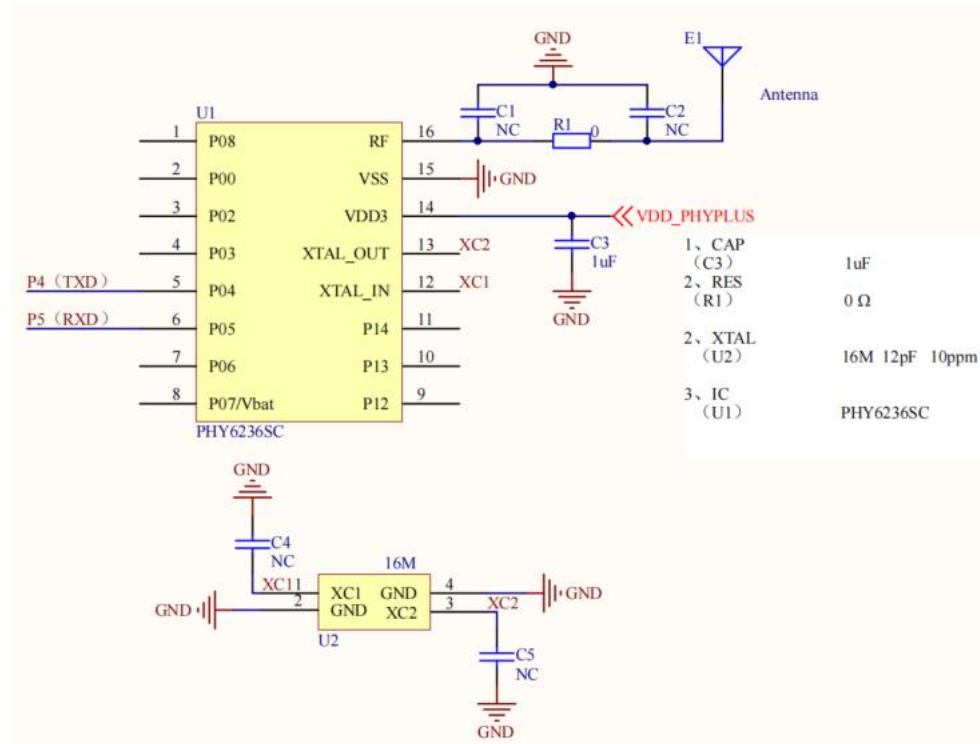 GND
E1
Antenna
C1
NC
R1
0
C2
NC
U1
1 P08 RF 16
2 P00 VSS 15 GND
3 P02 VDD3 14 VDD_PHYPLUS
4 P03 XTAL_OUT 13 XC2
P4（TXD） 5 P04 XTAL_IN 12 XC1
P5（RXD） 6 P05 P14 11
7 P06 P13 10
8 P07/Vbat P12 9
PHY6236SC
C3
1uF
GND
1、CAP
（C3） 1uF
2、RES
（R1） 0 Ω
2、XTAL
（U2） 16M 12pF 10ppm
3、IC
（U1） PHY6236SC
GND
C4
NC
16M
XC1 1 XC1 GND 4 GND
GND 2 GND XC2 3 XC2
U2
C5
NC
GND